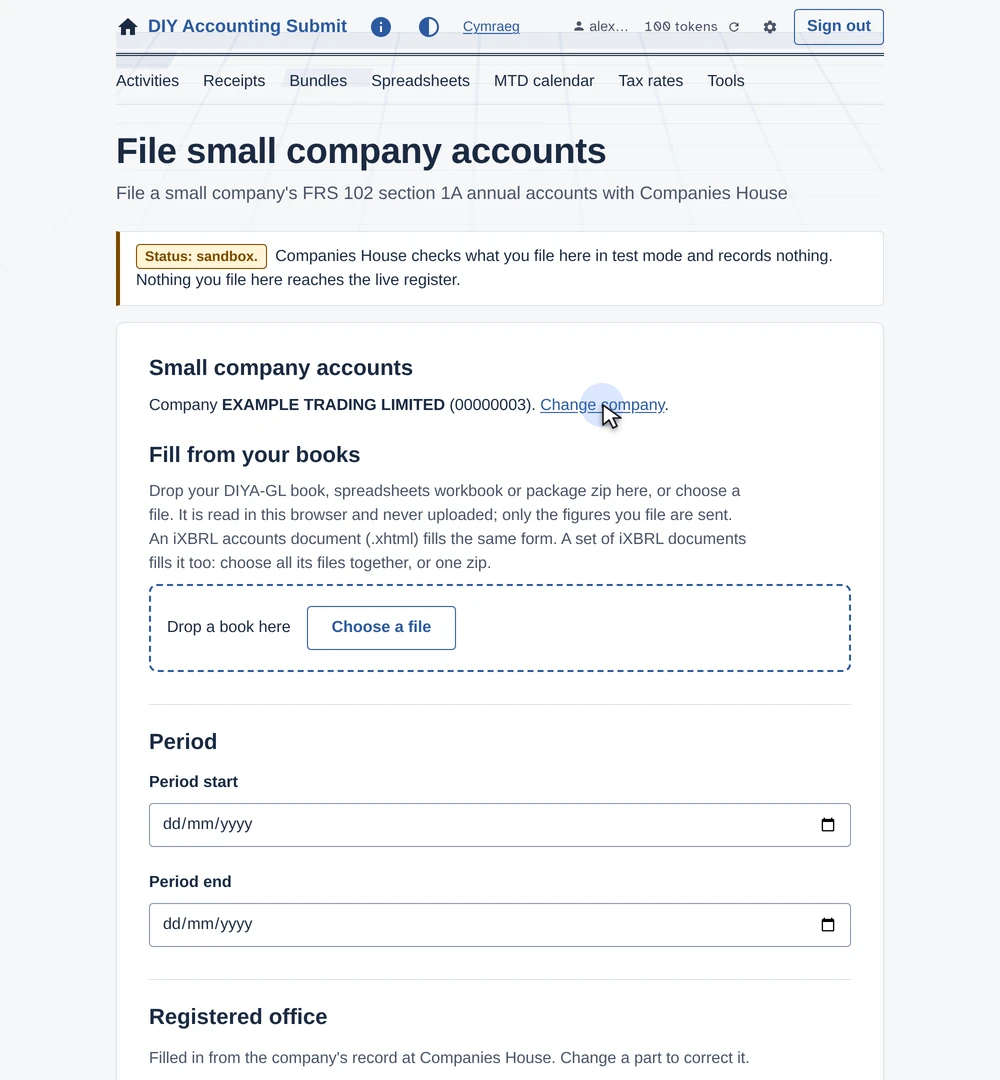 DIY Accounting Submit
Cymraeg
alex...
100 tokens
Sign out
Activities
Receipts
Bundles
Spreadsheets
MTD calendar
Tax rates
Tools
File small company accounts
File a small company's FRS 102 section 1A annual accounts with Companies House
Status: sandbox. Companies House checks what you file here in test mode and records nothing.
Nothing you file here reaches the live register.
Small company accounts
Company EXAMPLE TRADING LIMITED (00000003). Change company.
Fill from your books
Drop your DIYA-GL book, spreadsheets workbook or package zip here, or choose a
file. It is read in this browser and never uploaded; only the figures you file are sent.
An iXBRL accounts document (.xhtml) fills the same form. A set of iXBRL documents
fills it too: choose all its files together, or one zip.
Drop a book here
Choose a file
Period
Period start
dd/mm/yyyy
Period end
dd/mm/yyyy
Registered office
Filled in from the company's record at Companies House. Change a part to correct it.